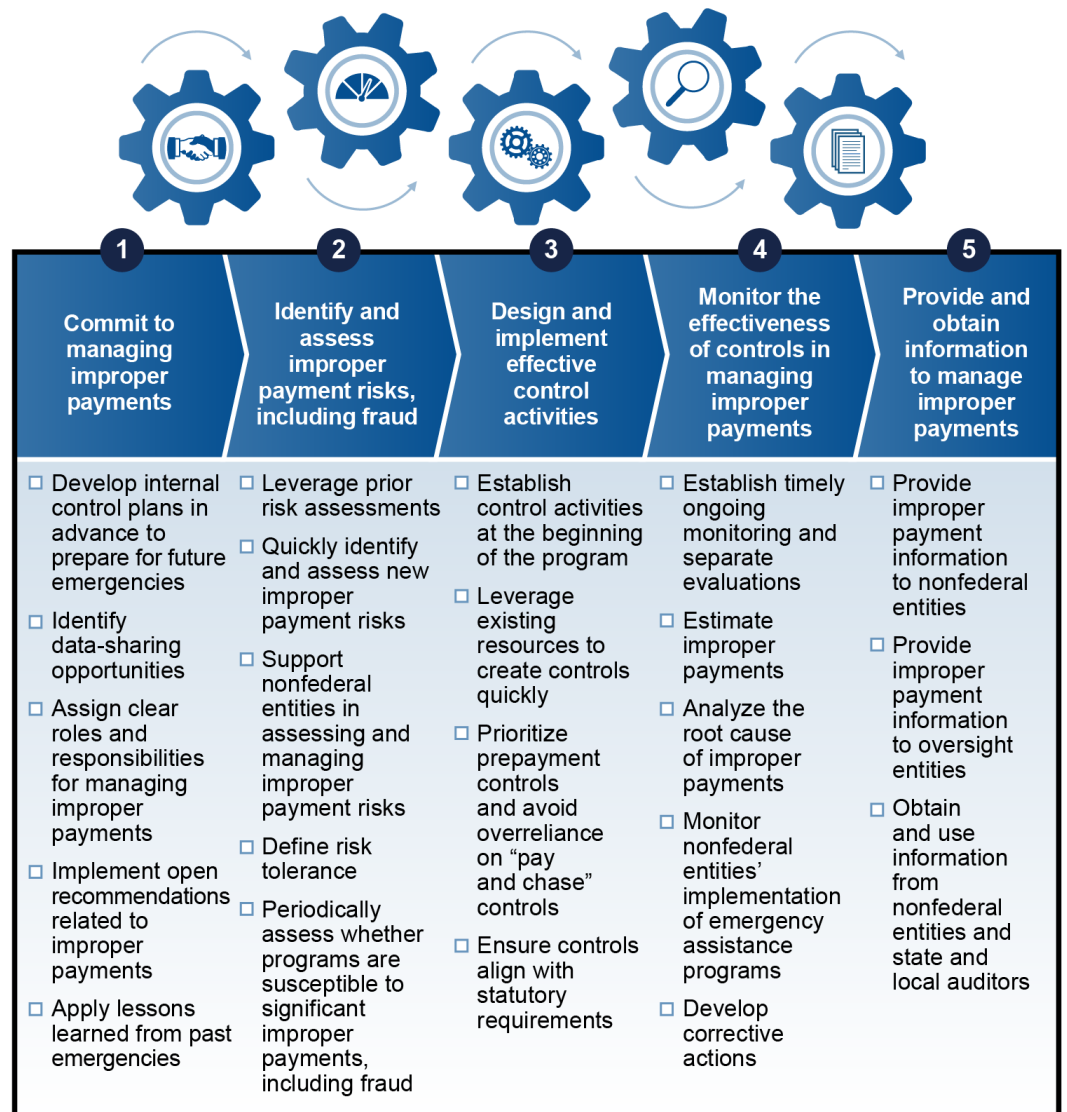 1
Commit to
managing
improper
payments
Develop internal
control plans in
advance to
prepare for future
emergencies
Identify
data-sharing
opportunities
Assign clear
roles and
responsibilities
for managing
improper
payments
Implement open
recommendations
related to
improper
payments
Apply lessons
learned from past
emergencies
2
Identify and
assess
improper
payment risks,
including fraud
Leverage prior
risk assessments
Quickly identify
and assess new
improper
payment risks
Support
nonfederal
entities in
assessing and
managing
improper
payment risks
Define risk
tolerance
Periodically
assess whether
programs are
susceptible to
significant
improper
payments,
including fraud
3
Design and
implement
effective
control
activities
Establish
control activities
at the beginning
of the program
Leverage
existing
resources to
create controls
quickly
Prioritize
prepayment
controls
and avoid
overreliance
on “pay
and chase”
controls
Ensure controls
align with
statutory
requirements
4
Monitor the
effectiveness
of controls in
managing
improper
payments
Establish timely
ongoing
monitoring and
separate
evaluations
Estimate
improper
payments
Analyze the
root cause
of improper
payments
Monitor
nonfederal
entities’
implementation
of emergency
assistance
programs
Develop
corrective
actions
5
Provide and
obtain
information
to manage
improper
payments
Provide
improper
payment
information
to nonfederal
entities
Provide
improper
payment
information
to oversight
entities
Obtain
and use
information
from
nonfederal
entities and
state and
local auditors